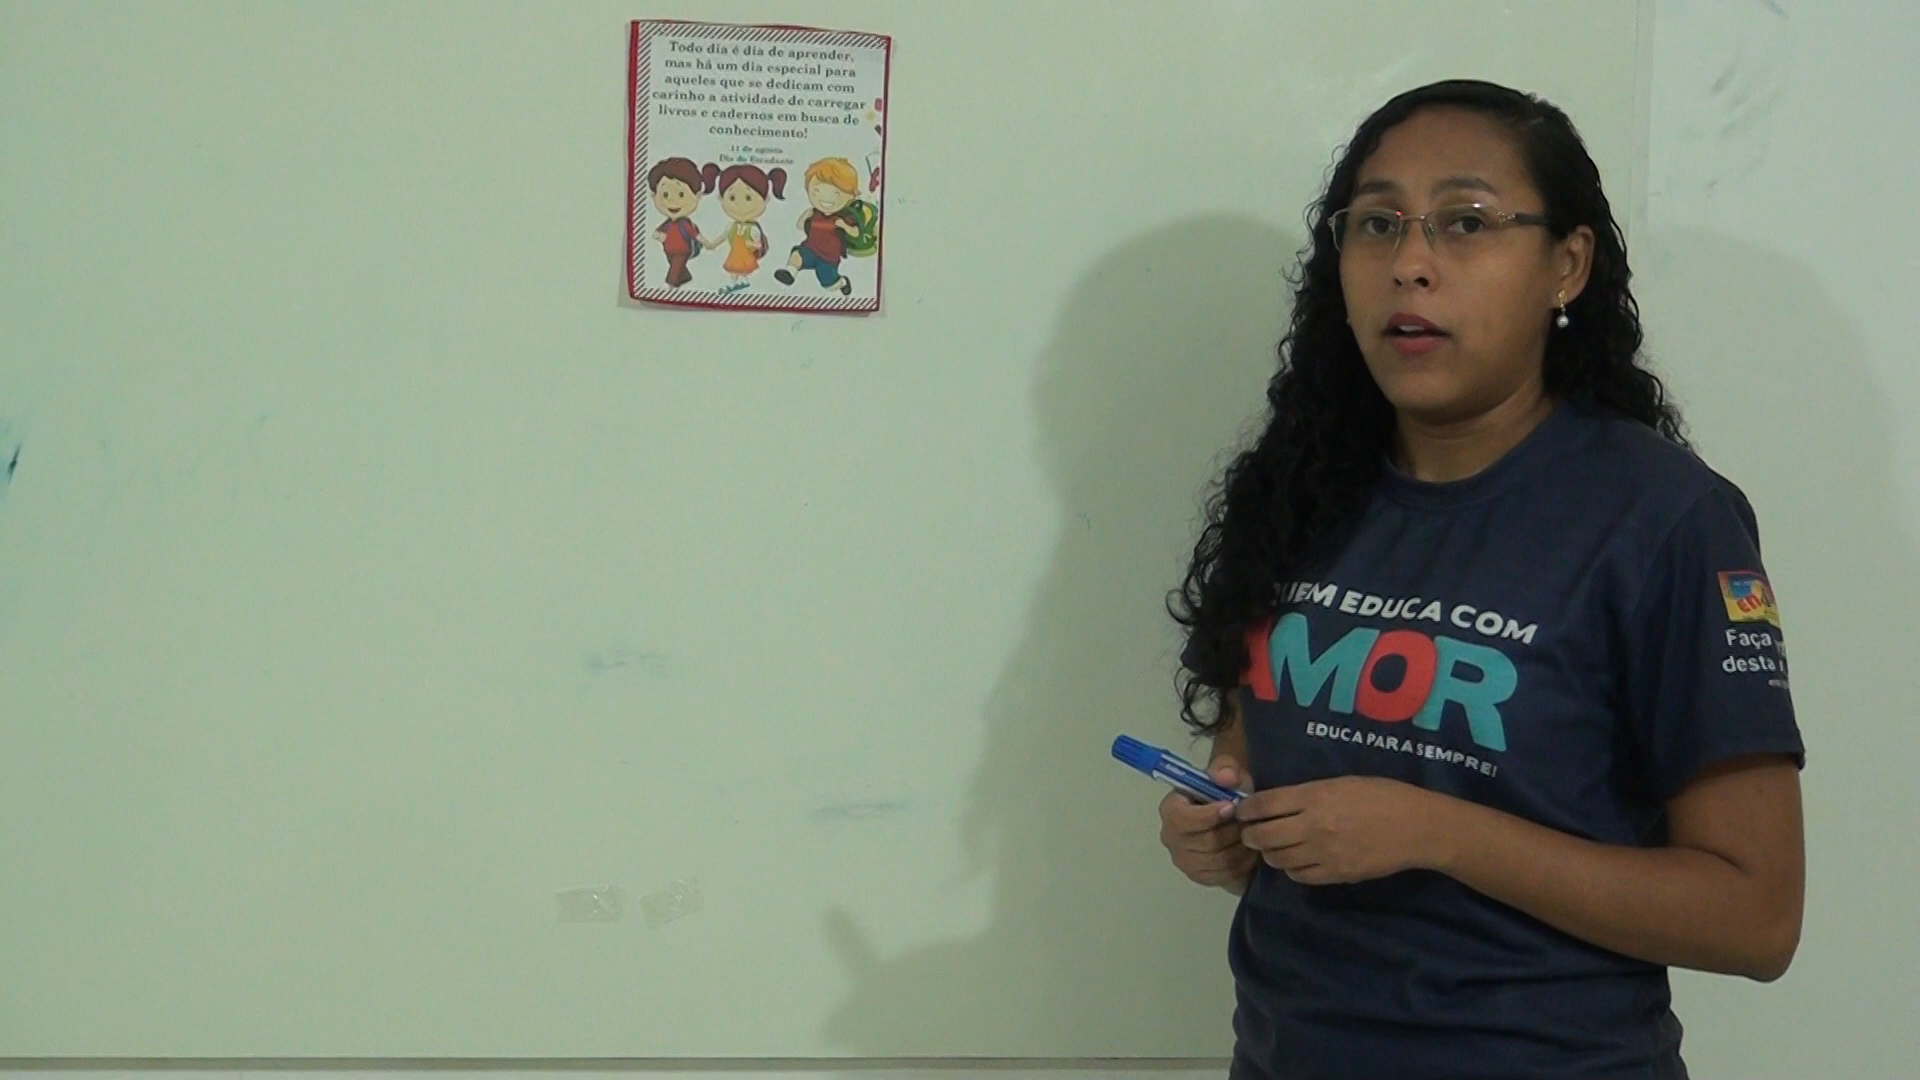 Todo dia é dia de aprender,
mas há um dia especial para
aqueles que se dedicam com
carinho a atividade de carregar
livros e cadernos em busca de
conhecimento!
11 de agosto
Dia do Estudante
QUEM EDUCA COM
AMOR
EDUCA PARA SEMPRE!
Faça
desta